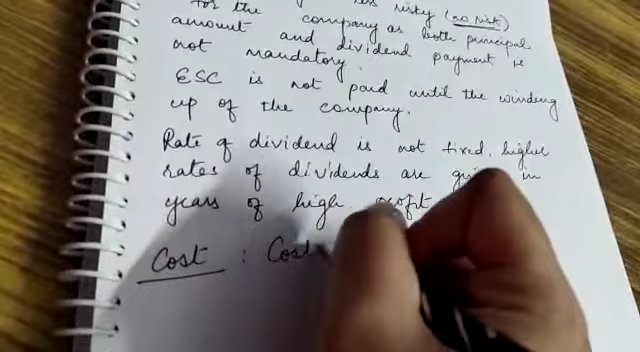 for the risky (no risk)
company as both principal
amount and dividend payment is
not mandatory.
ESC is not paid until the winding
up of the company.
Rate of dividend is not fixed, higher
rates of dividends are in
years of high profit
Cost : Cost